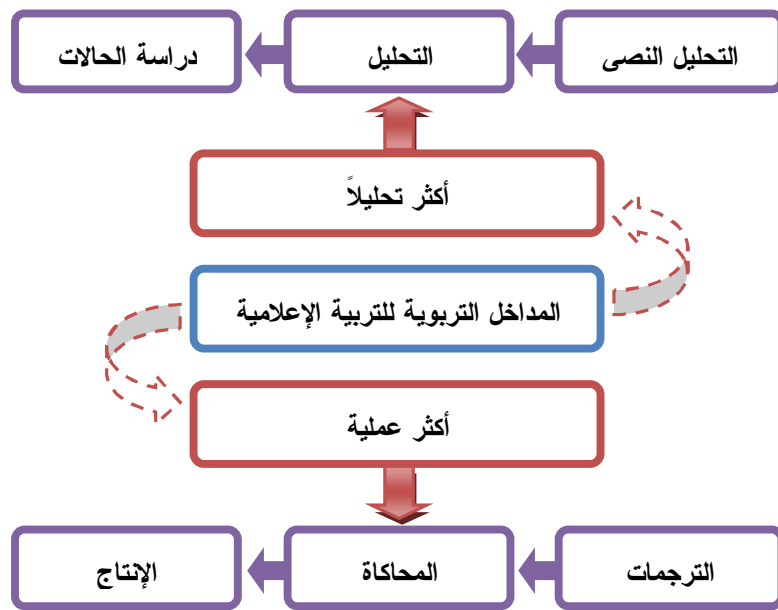 التحليل النصى
التحليل
دراسة الحالات
أكثر تحليلاً
المداخل التربوية للتربية الإعلامية
أكثر عملية
الترجمات
المحاكاة
الإنتاج